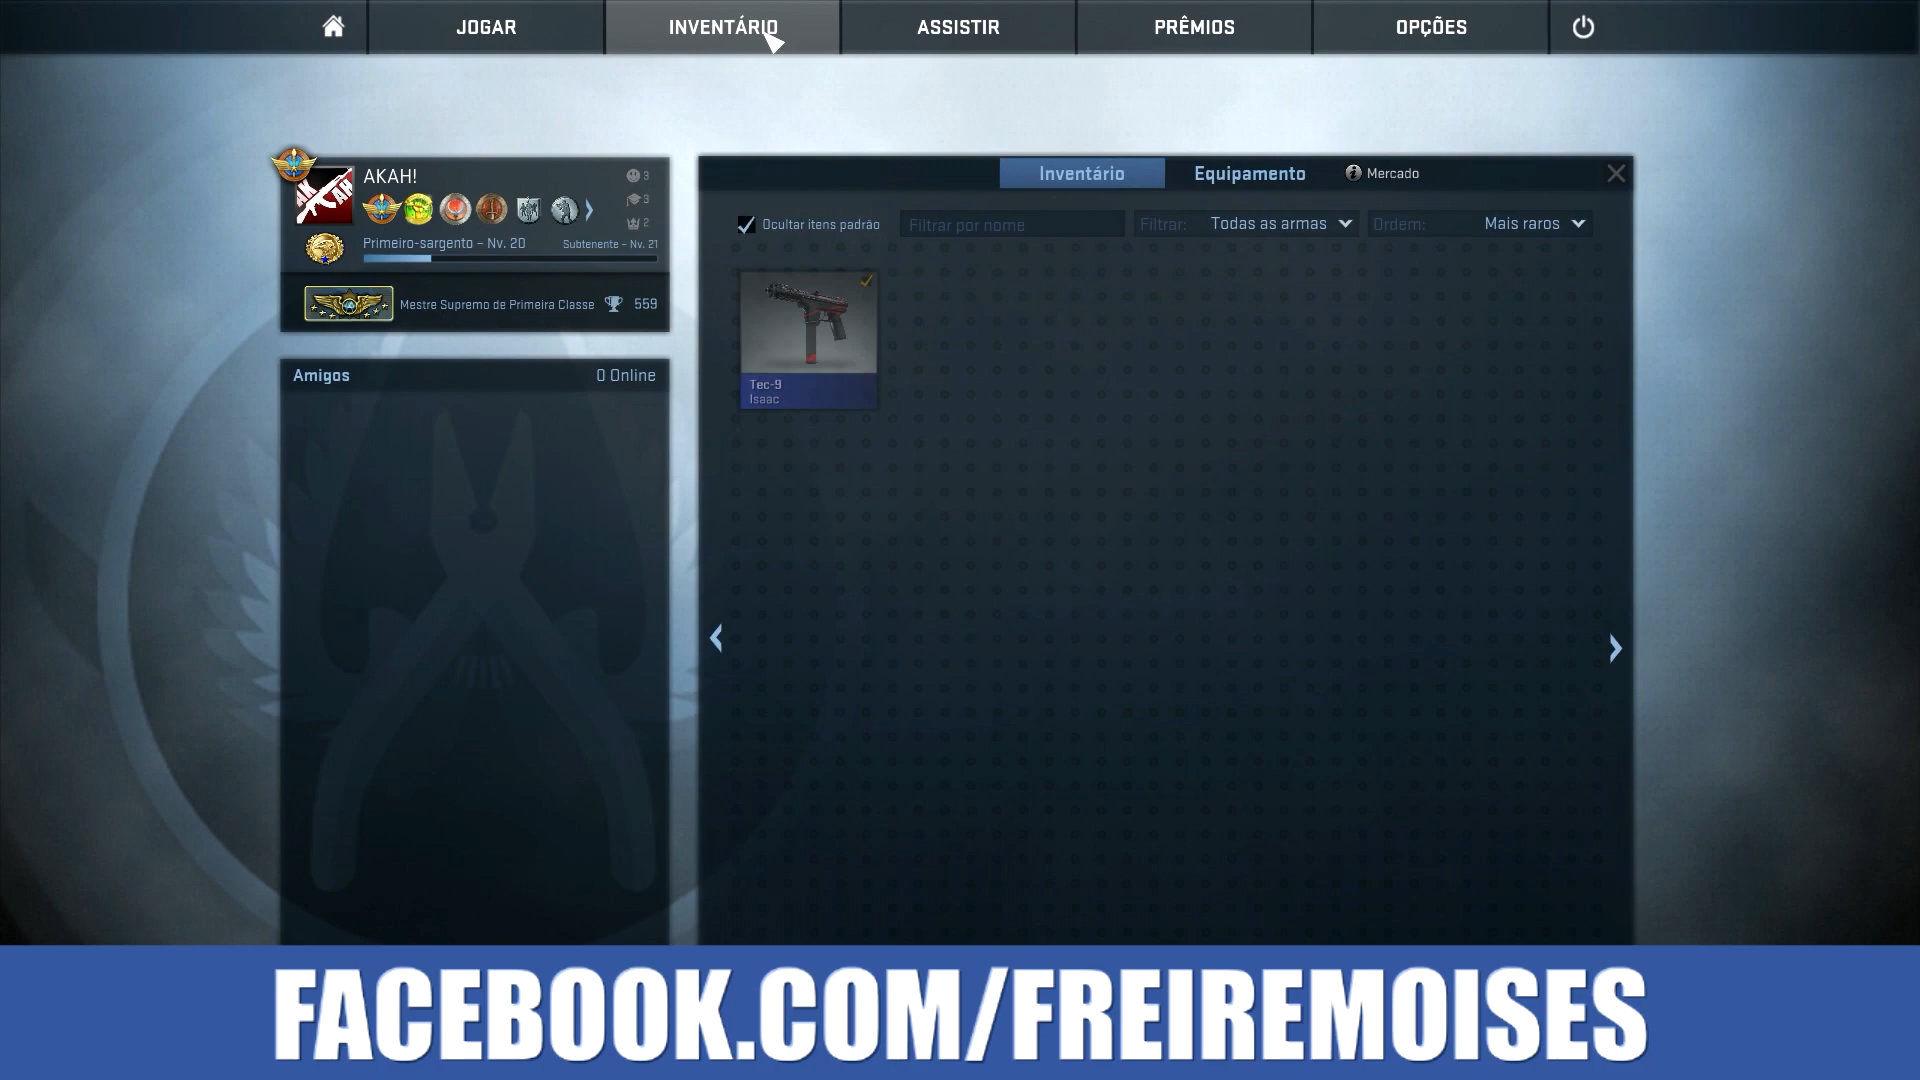 JOGAR
INVENTÁRIO
ASSISTIR
PRÊMIOS
OPÇÕES
AKAH!
3
3
2
Primeiro-sargento – Nv. 20
Subtenente – Nv. 21
Mestre Supremo de Primeira Classe
559
Amigos
0 Online
Inventário
Equipamento
Mercado
Ocultar itens padrão
Filtrar por nome
Filtrar:
Todas as armas
Ordem:
Mais raros
Tec-9
Isaac
FACEBOOK.COM/FREIREMOISES